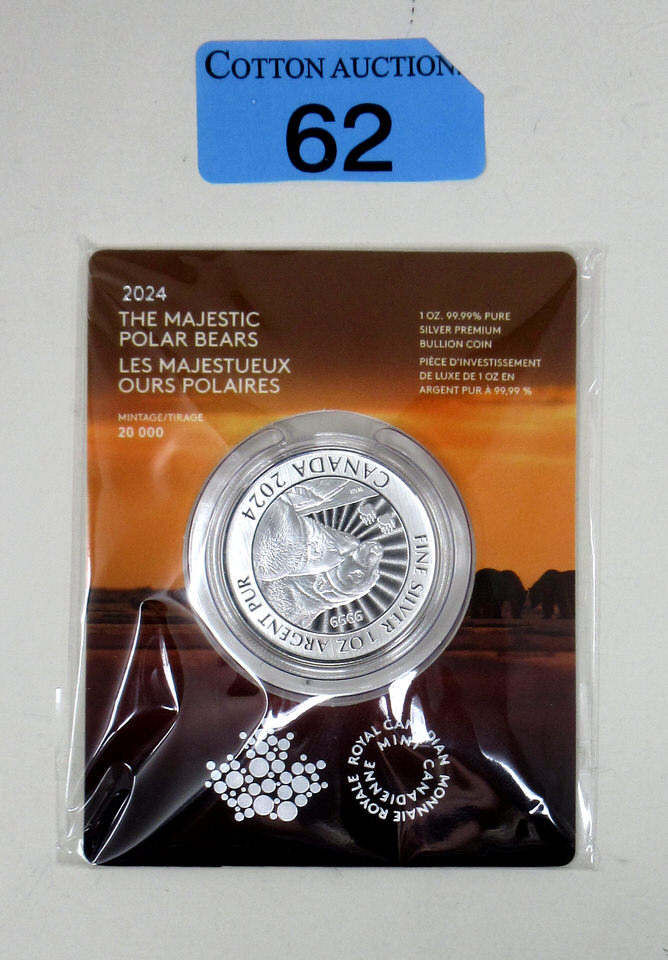 COTTON AUCTION
62
2024
THE MAJESTIC
POLAR BEARS
LES MAJESTUEUX
OURS POLAIRES
MINTAGE/TIRAGE
20 000
1 OZ. 99.99% PURE
SILVER PREMIUM
BULLION COIN
PIÈCE D'INVESTISSEMENT
DE LUXE DE 1 OZ EN
ARGENT PUR À 99,99 %
CANADA 2024
FINE SILVER 1 OZ ARGENT PUR
9999
ROYAL CANADIAN MINT
MONNAIE ROYALE CANADIENNE